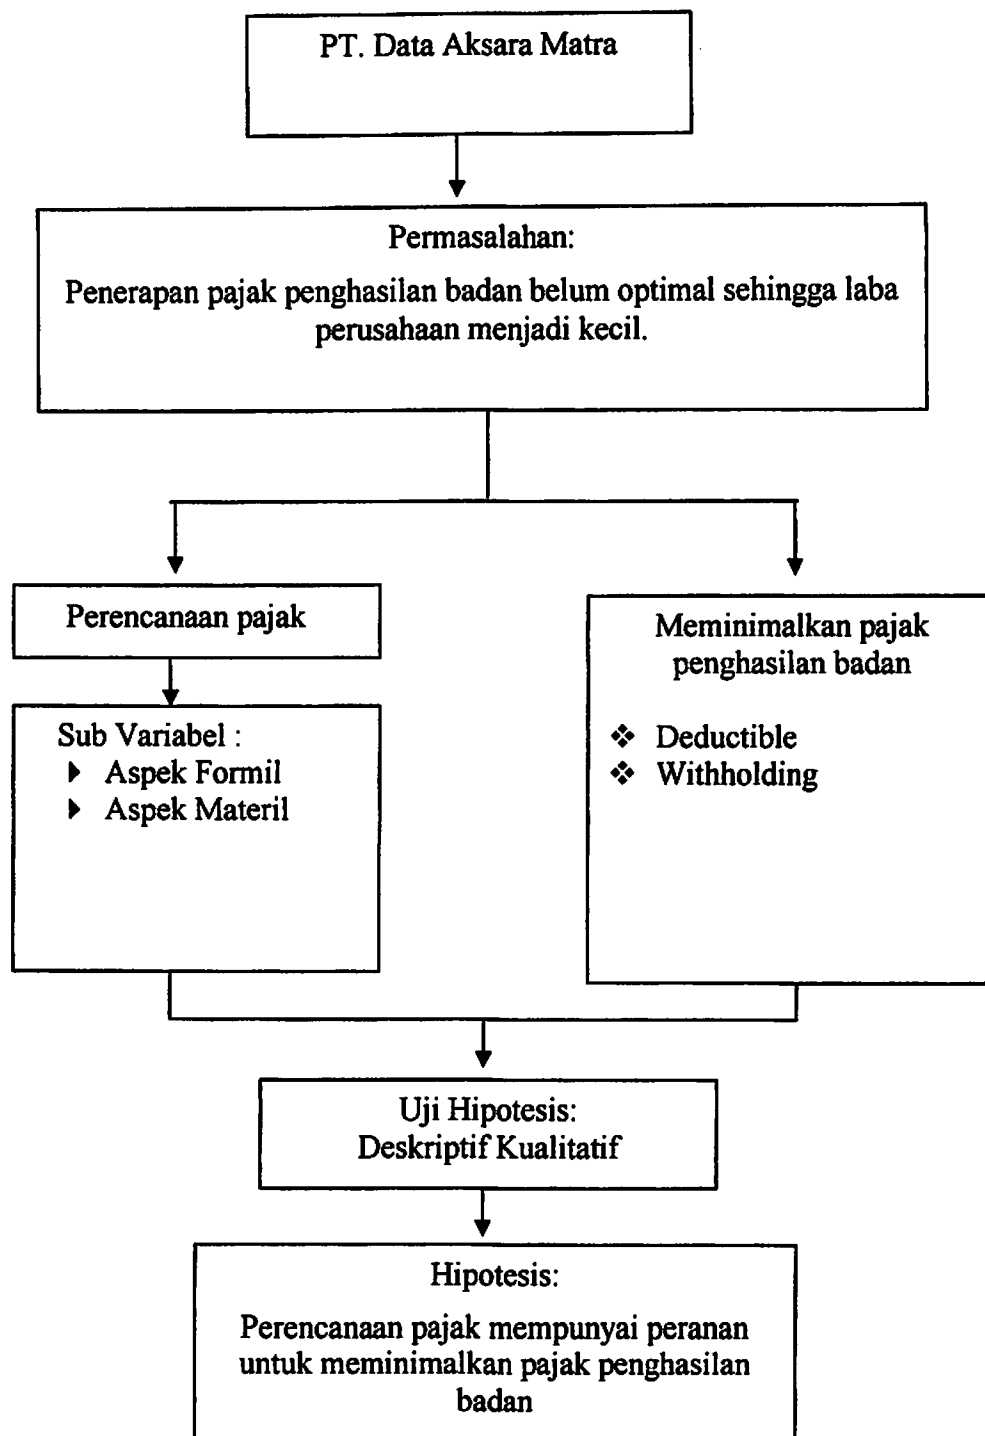 PT. Data Aksara Matra
Permasalahan:
Penerapan pajak penghasilan badan belum optimal sehingga laba
perusahaan menjadi kecil.
Perencanaan pajak
Sub Variabel :
Aspek Formil
Aspek Materil
Meminimalkan pajak
penghasilan badan
Deductible
Withholding
Uji Hipotesis:
Deskriptif Kualitatif
Hipotesis:
Perencanaan pajak mempunyai peranan
untuk meminimalkan pajak penghasilan
badan